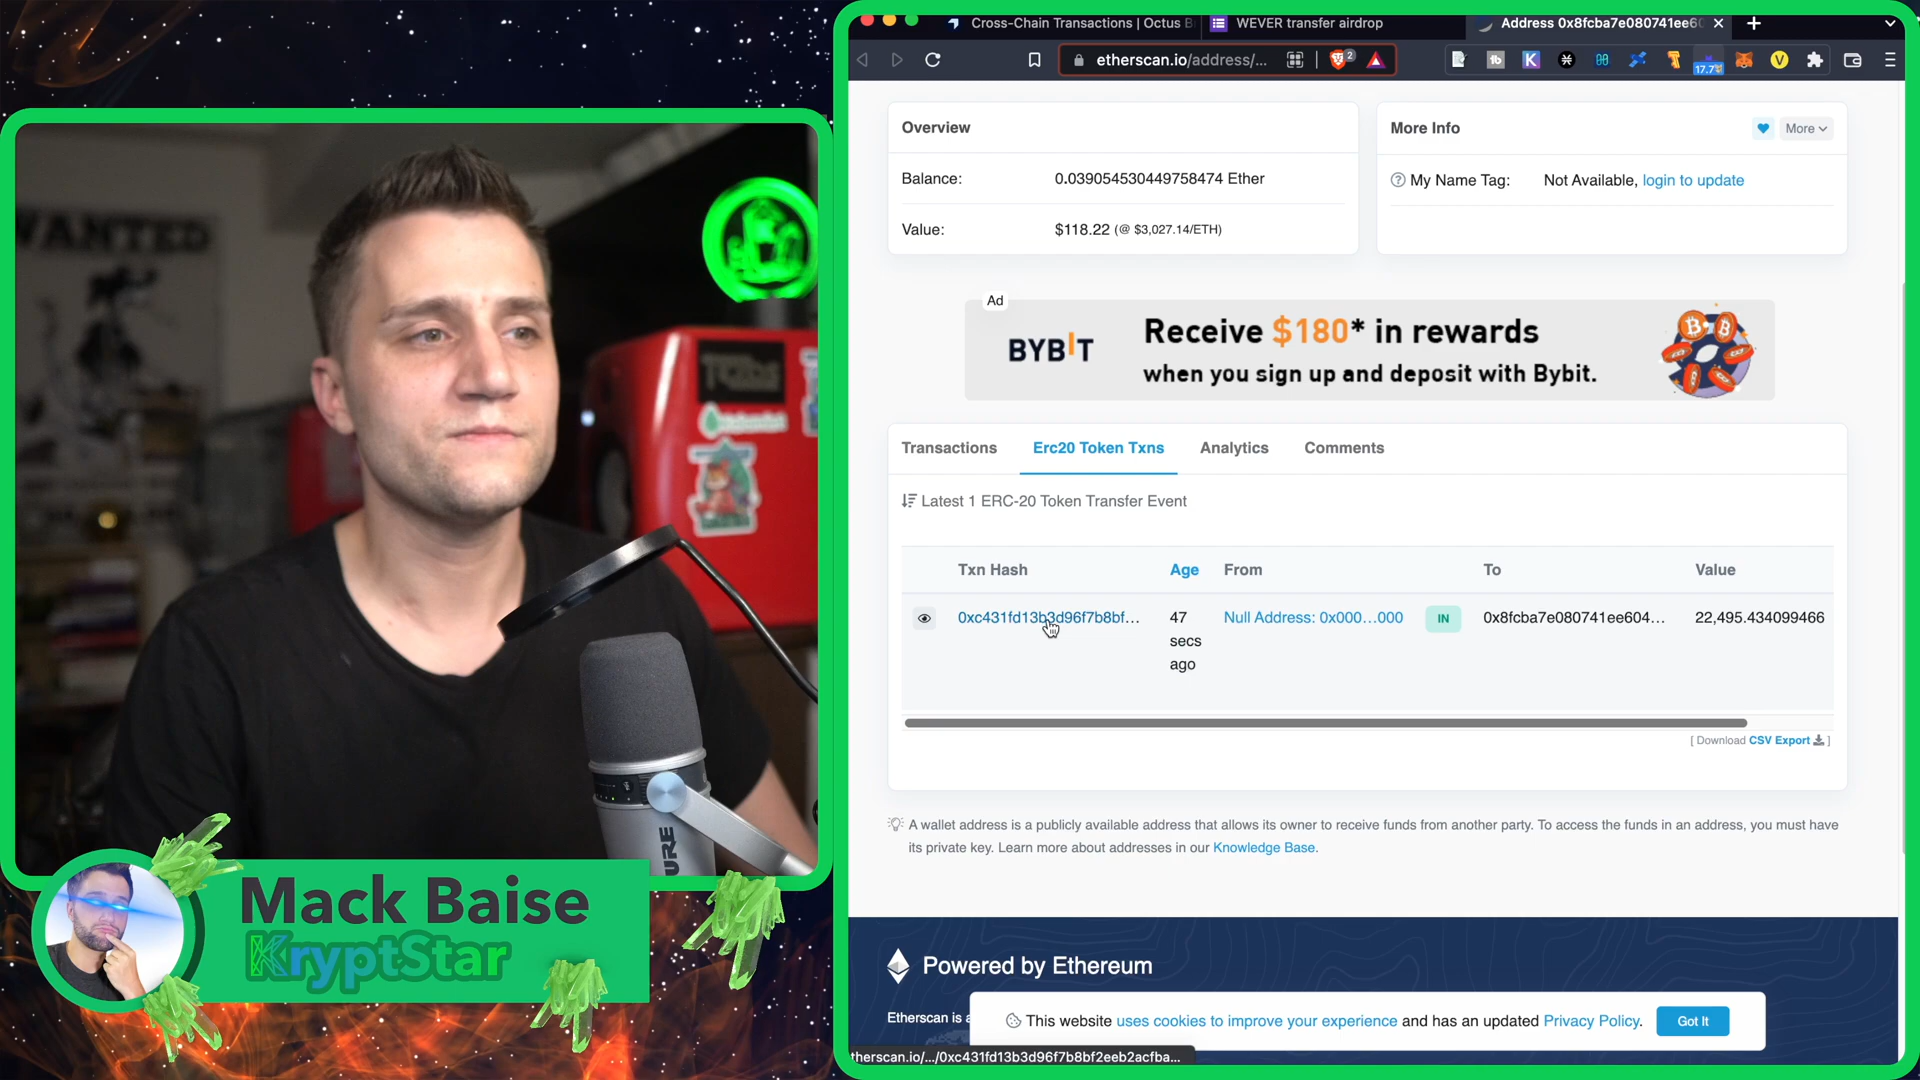 Cross-Chain Transactions | Octus B
WEVER transfer airdrop
Address 0x8fcba7e080741ee60
etherscan.io/address/...
2
17.7
Overview
Balance:
0.039054530449758474 Ether
Value:
$118.22 (@ $3,027.14/ETH)
More Info
More
My Name Tag:
Not Available, login to update
Ad
BYBIT
Receive $180* in rewards
when you sign up and deposit with Bybit.
Transactions
Erc20 Token Txns
Analytics
Comments
Latest 1 ERC-20 Token Transfer Event
Txn Hash
Age
From
To
Value
0xc431fd13b3d96f7b8bf...
47 secs ago
Null Address: 0x000...000
IN
0x8fcba7e080741ee604...
22,495.434099466
[ Download CSV Export ]
A wallet address is a publicly available address that allows its owner to receive funds from another party. To access the funds in an address, you must have
its private key. Learn more about addresses in our Knowledge Base.
Powered by Ethereum
Etherscan is a
This website uses cookies to improve your experience and has an updated Privacy Policy.
Got It
therscan.io/.../0xc431fd13b3d96f7b8bf2eeb2acfba...
WANTED
TODS
URE
Mack Baise
KryptStar